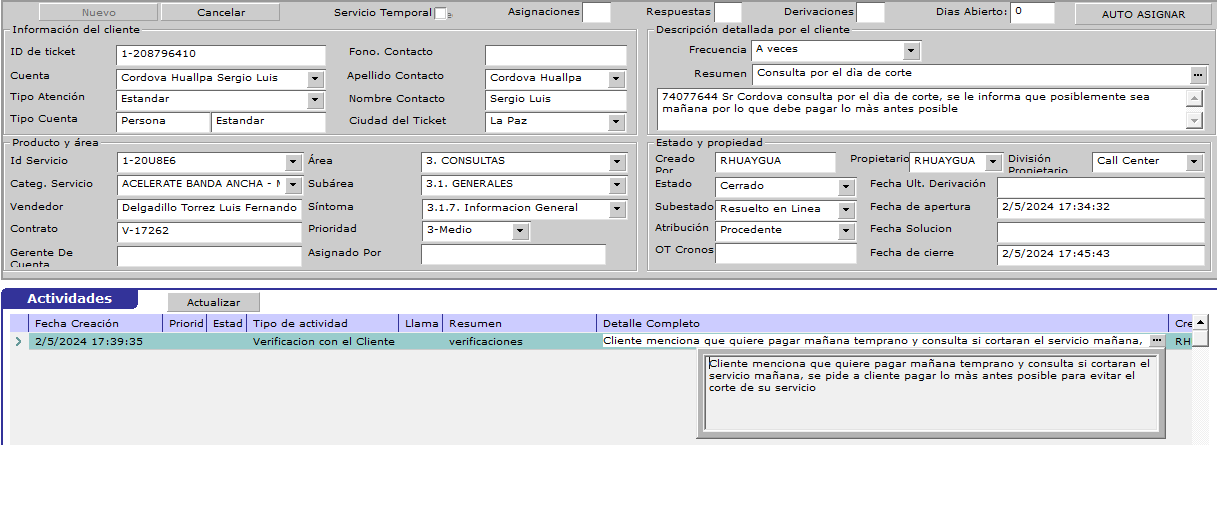 Nuevo Cancelar Servicio Temporal Asignaciones Respuestas Derivaciones Dias Abierto: 0 AUTO ASIGNAR
Información del cliente
ID de ticket 1-208796410 Fono. Contacto
Cuenta Cordova Huallpa Sergio Luis Apellido Contacto Cordova Huallpa
Tipo Atención Estandar Nombre Contacto Sergio Luis
Tipo Cuenta Persona Estandar Ciudad del Ticket La Paz
Descripción detallada por el cliente
Frecuencia A veces
Resumen Consulta por el dìa de corte
74077644 Sr Cordova consulta por el dìa de corte, se le informa que posiblemente sea
mañana por lo que debe pagar lo màs antes posible
Producto y área
Id Servicio 1-20U8E6 Área 3. CONSULTAS
Categ. Servicio ACELERATE BANDA ANCHA - Subárea 3.1. GENERALES
Vendedor Delgadillo Torrez Luis Fernando Síntoma 3.1.7. Informacion General
Contrato V-17262 Prioridad 3-Medio
Gerente De
Cuenta
Asignado Por
Estado y propiedad
Creado
Por
RHUAYGUA Propietario RHUAYGUA División
Propietario
Call Center
Estado Cerrado Fecha Ult. Derivación
Subestado Resuelto en Linea Fecha de apertura 2/5/2024 17:34:32
Atribución Procedente Fecha Solucion
OT Cronos Fecha de cierre 2/5/2024 17:45:43
Actividades Actualizar
Fecha Creación Priorid Estad Tipo de actividad Llama Resumen Detalle Completo Cre
2/5/2024 17:39:35 Verificacion con el Cliente verificaciones Cliente menciona que quiere pagar mañana temprano y consulta si cortaran el servicio mañana, RH
Cliente menciona que quiere pagar mañana temprano y consulta si cortaran el
servicio mañana, se pide a cliente pagar lo màs antes posible para evitar el
corte de su servicio